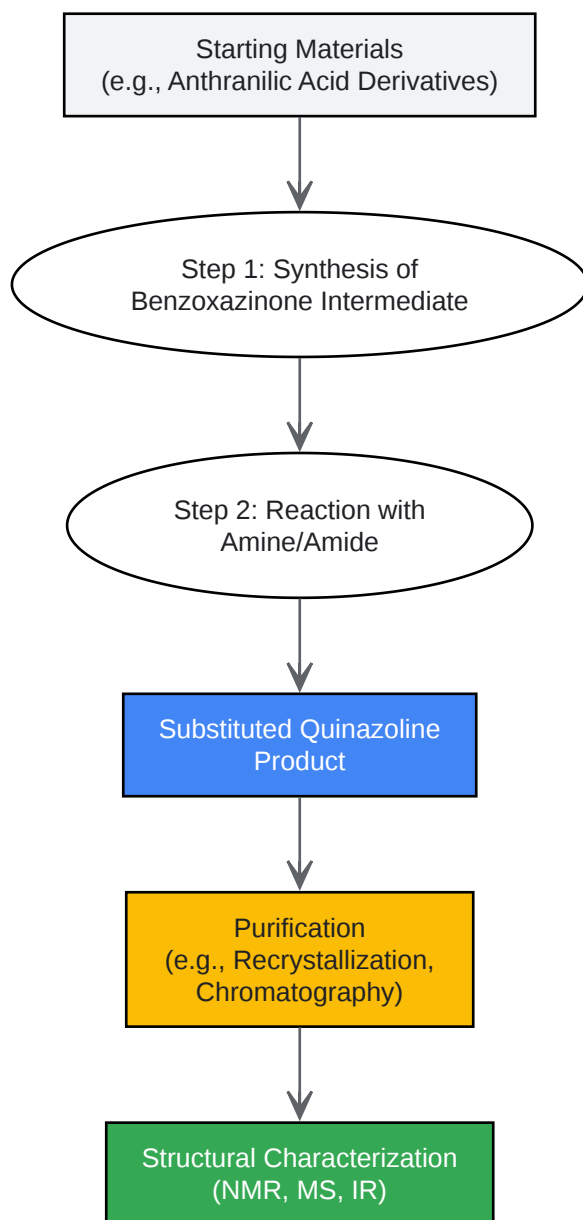 Starting Materials
(e.g., Anthranilic Acid Derivatives)
Step 1: Synthesis of
Benzoxazinone Intermediate
Step 2: Reaction with
Amine/Amide
Substituted Quinazoline
Product
Purification
(e.g., Recrystallization,
Chromatography)
Structural Characterization
(NMR, MS, IR)